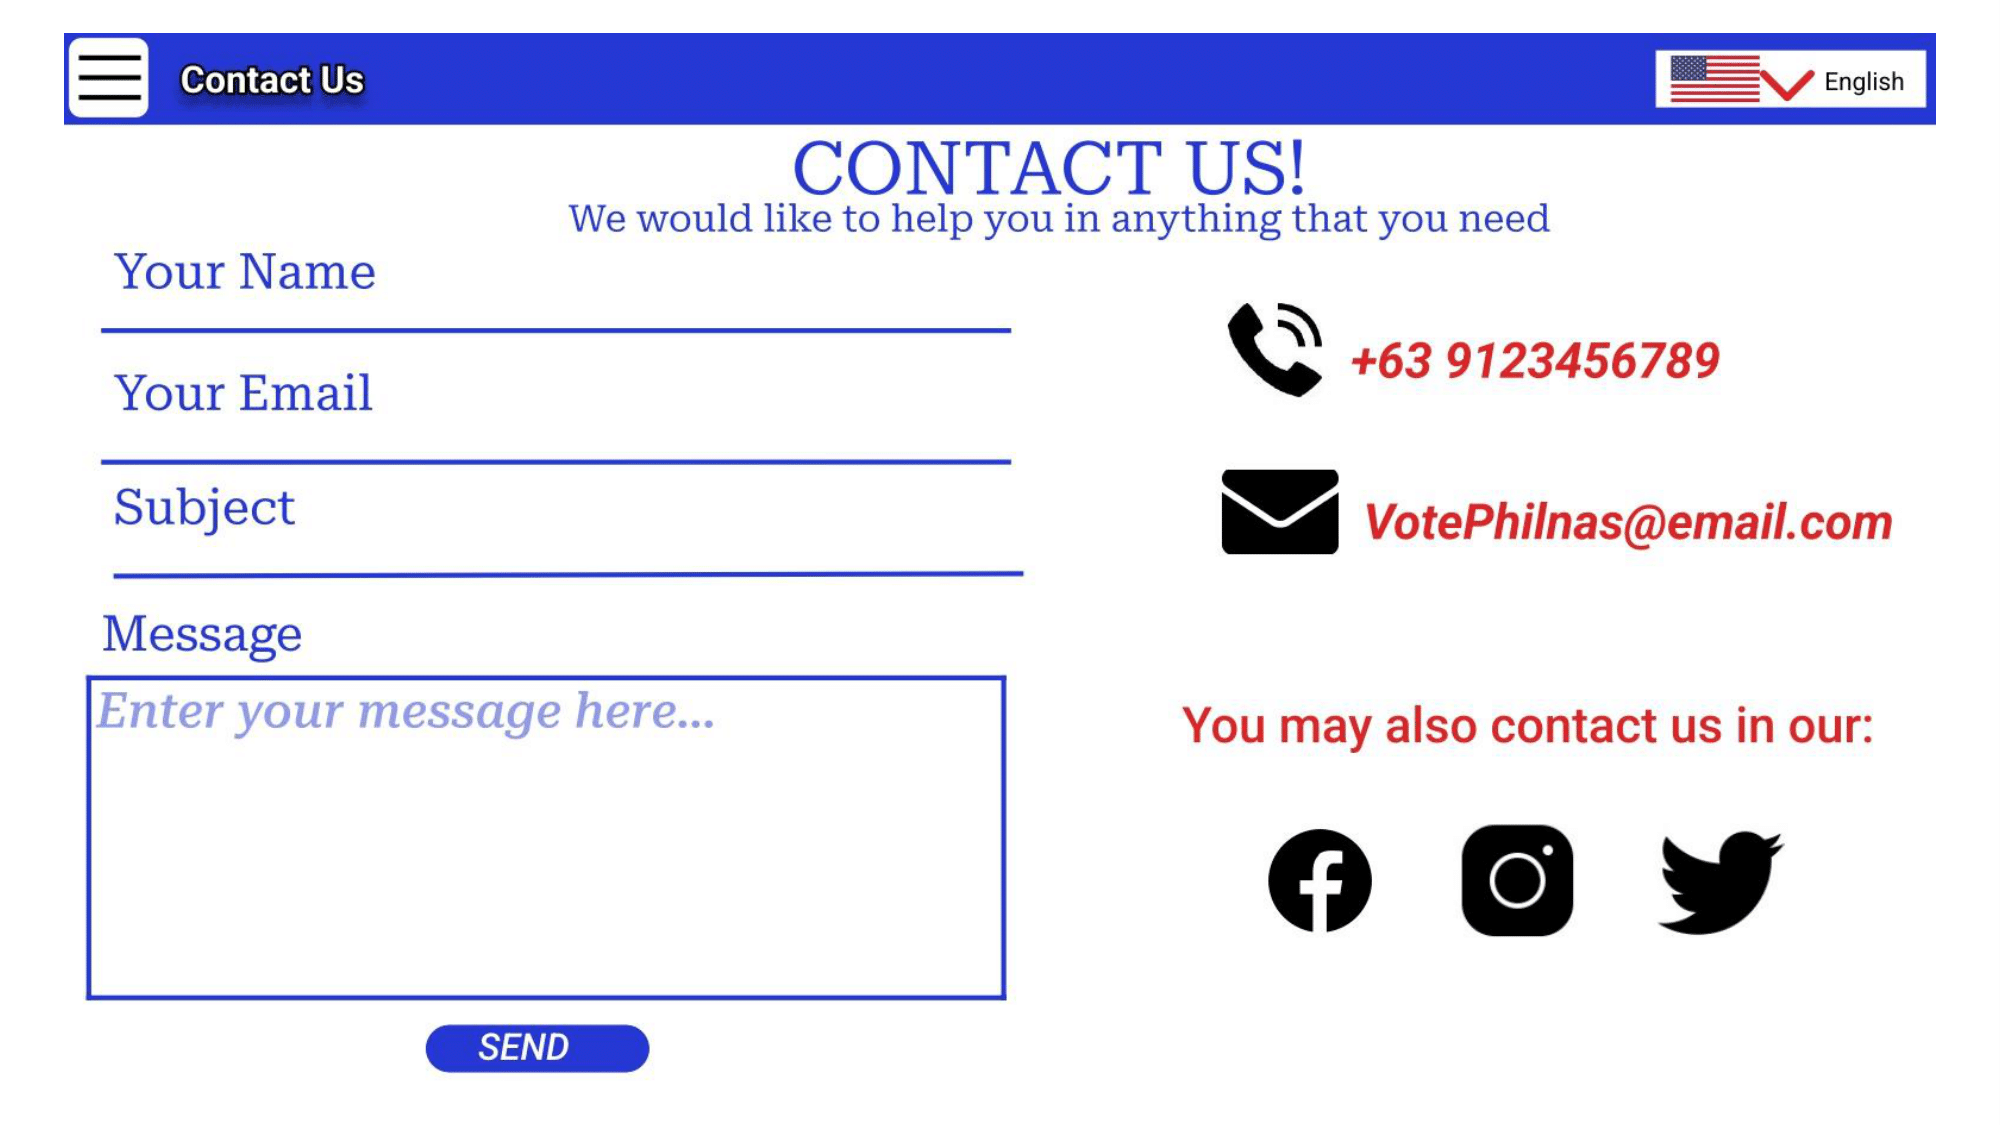 Contact Us
English
CONTACT US!
We would like to help you in anything that you need
Your Name
Your Email
Subject
Message
Enter your message here...
SEND
+63 9123456789
VotePhilnas@email.com
You may also contact us in our: